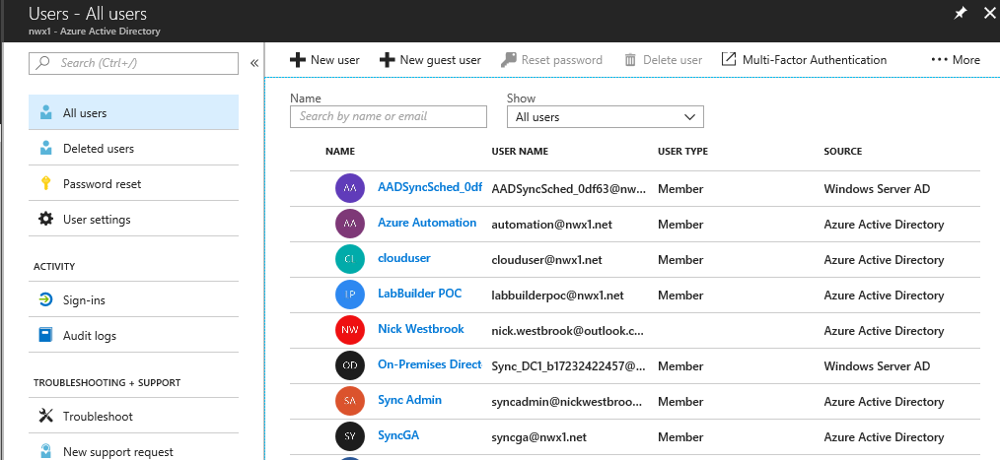 Users - All users
nwx1 - Azure Active Directory
Search (Ctrl+/)
«
All users
Deleted users
Password reset
User settings
ACTIVITY
Sign-ins
Audit logs
TROUBLESHOOTING + SUPPORT
Troubleshoot
New support request
New user
New guest user
Reset password
Delete user
Multi-Factor Authentication
More
Name
Show
Search by name or email
All users
NAME USER NAME USER TYPE SOURCE
AA AADSyncSched_0df AADSyncSched_0df63@nw... Member Windows Server AD
AA Azure Automation automation@nwx1.net Member Azure Active Directory
CL clouduser clouduser@nwx1.net Member Azure Active Directory
LP LabBuilder POC labbuilderpoc@nwx1.net Member Azure Active Directory
NW Nick Westbrook nick.westbrook@outlook.c... Azure Active Directory
OD On-Premises Direct Sync_DC1_b17232422457@... Member Windows Server AD
SA Sync Admin syncadmin@nickwestbroo... Member Azure Active Directory
SY SyncGA syncga@nwx1.net Member Azure Active Directory